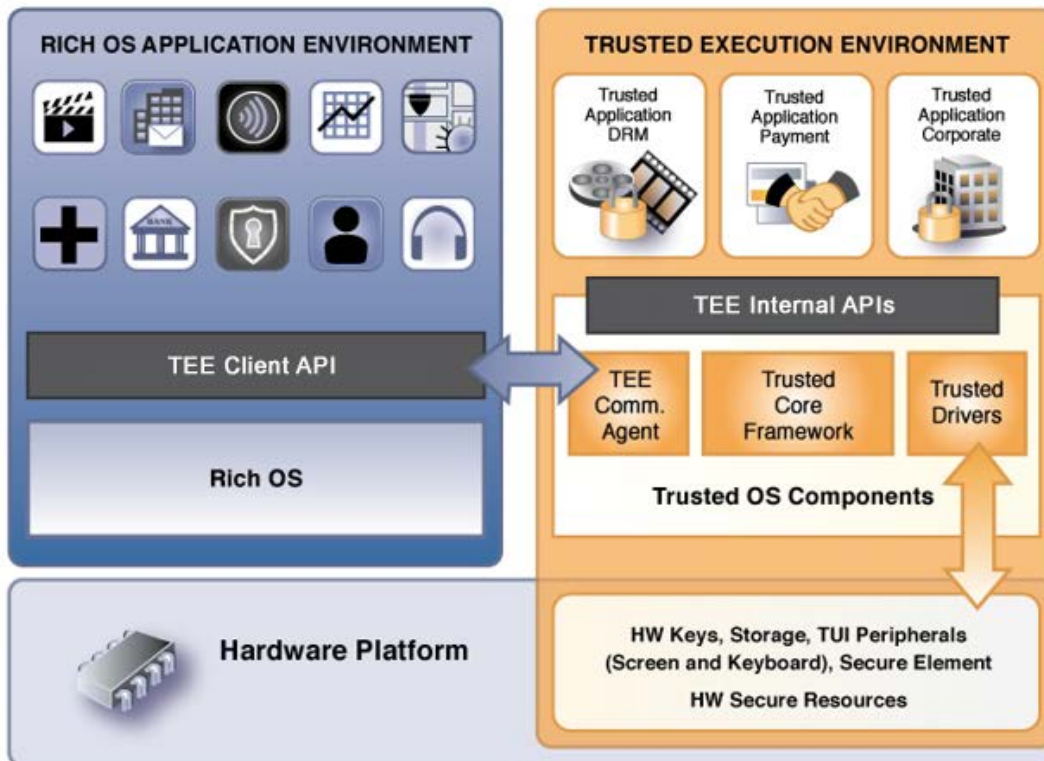 RICH OS APPLICATION ENVIRONMENT
BANK
TEE Client API
Rich OS
TRUSTED EXECUTION ENVIRONMENT
Trusted
Application
DRM
Trusted
Application
Payment
Trusted
Application
Corporate
TEE Internal APIs
TEE
Comm.
Agent
Trusted
Core
Framework
Trusted
Drivers
Trusted OS Components
Hardware Platform
HW Keys, Storage, TUI Peripherals
(Screen and Keyboard), Secure Element
HW Secure Resources